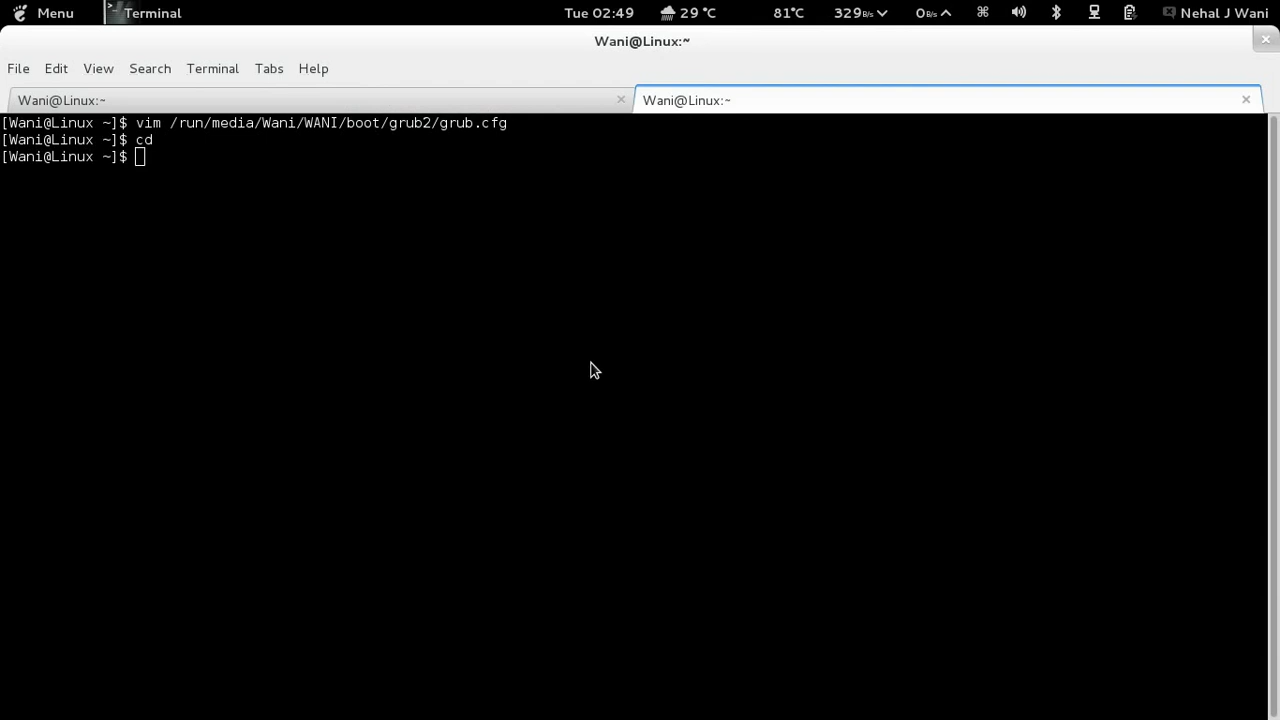 Menu Terminal Tue 02:49 29 °C 81°C 329B/s 0B/s Nehal J Wani
Wani@Linux:~
File Edit View Search Terminal Tabs Help
Wani@Linux:~ Wani@Linux:~
[Wani@Linux ~]$ vim /run/media/Wani/WANI/boot/grub2/grub.cfg
[Wani@Linux ~]$ cd
[Wani@Linux ~]$